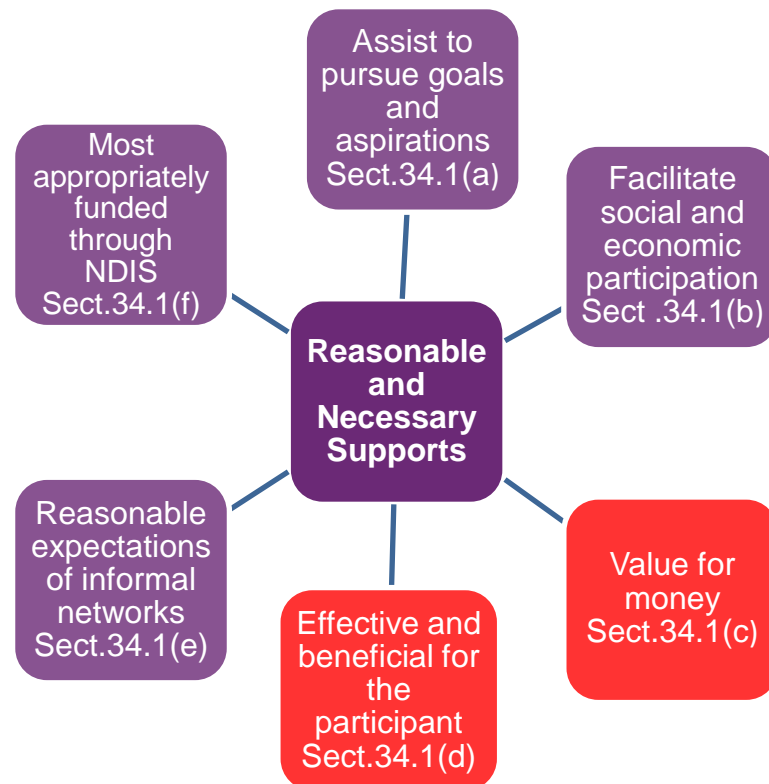 Assist to
pursue goals
and
aspirations
Sect.34.1(a)
Most
appropriately
funded
through
NDIS
Sect.34.1(f)
Facilitate
social and
economic
participation
Sect .34.1(b)
Reasonable
and
Necessary
Supports
Reasonable
expectations
of informal
networks
Sect.34.1(e)
Value for
money
Sect.34.1(c)
Effective and
beneficial for
the
participant
Sect.34.1(d)